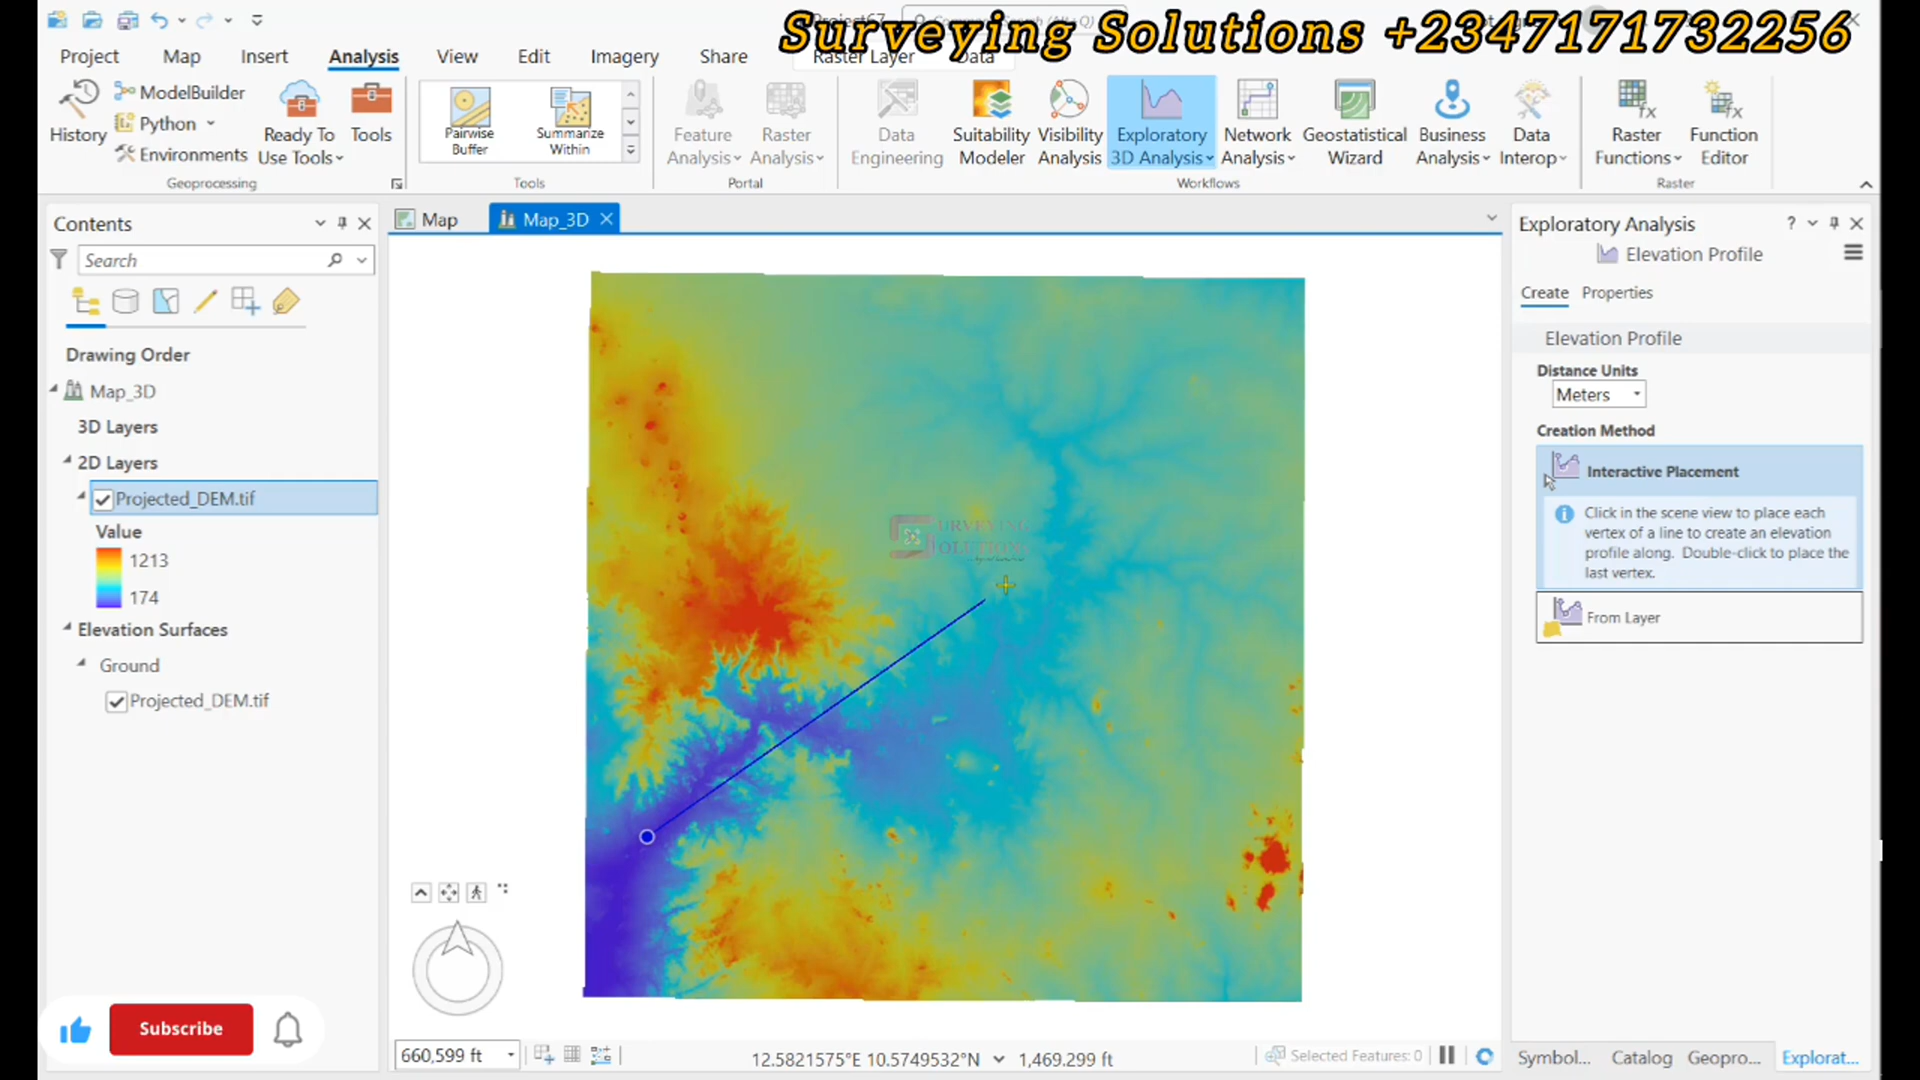 Surveying Solutions +2347171732256
Project67
Project
Map
Insert
Analysis
View
Edit
Imagery
Share
Raster Layer
Data
History
ModelBuilder
Python
Environments
Ready To
Use Tools
Tools
Geoprocessing
Pairwise
Buffer
Summarize
Within
Tools
Feature
Analysis
Raster
Analysis
Portal
Data
Engineering
Suitability
Modeler
Visibility
Analysis
Exploratory
3D Analysis
Network
Analysis
Geostatistical
Wizard
Business
Analysis
Data
Interop
Workflows
Raster
Functions
Function
Editor
Raster
Contents
Search
Drawing Order
Map_3D
3D Layers
2D Layers
Projected_DEM.tif
Value
1213
174
Elevation Surfaces
Ground
Projected_DEM.tif
Subscribe
Map
Map_3D
URVEYING
OLUTIONS
660,599 ft
12.5821575°E 10.5749532°N
1,469.299 ft
Selected Features: 0
Exploratory Analysis
Elevation Profile
Create
Properties
Elevation Profile
Distance Units
Meters
Creation Method
Interactive Placement
Click in the scene view to place each
vertex of a line to create an elevation
profile along. Double-click to place the
last vertex.
From Layer
Symbol...
Catalog
Geopro...
Explorat...